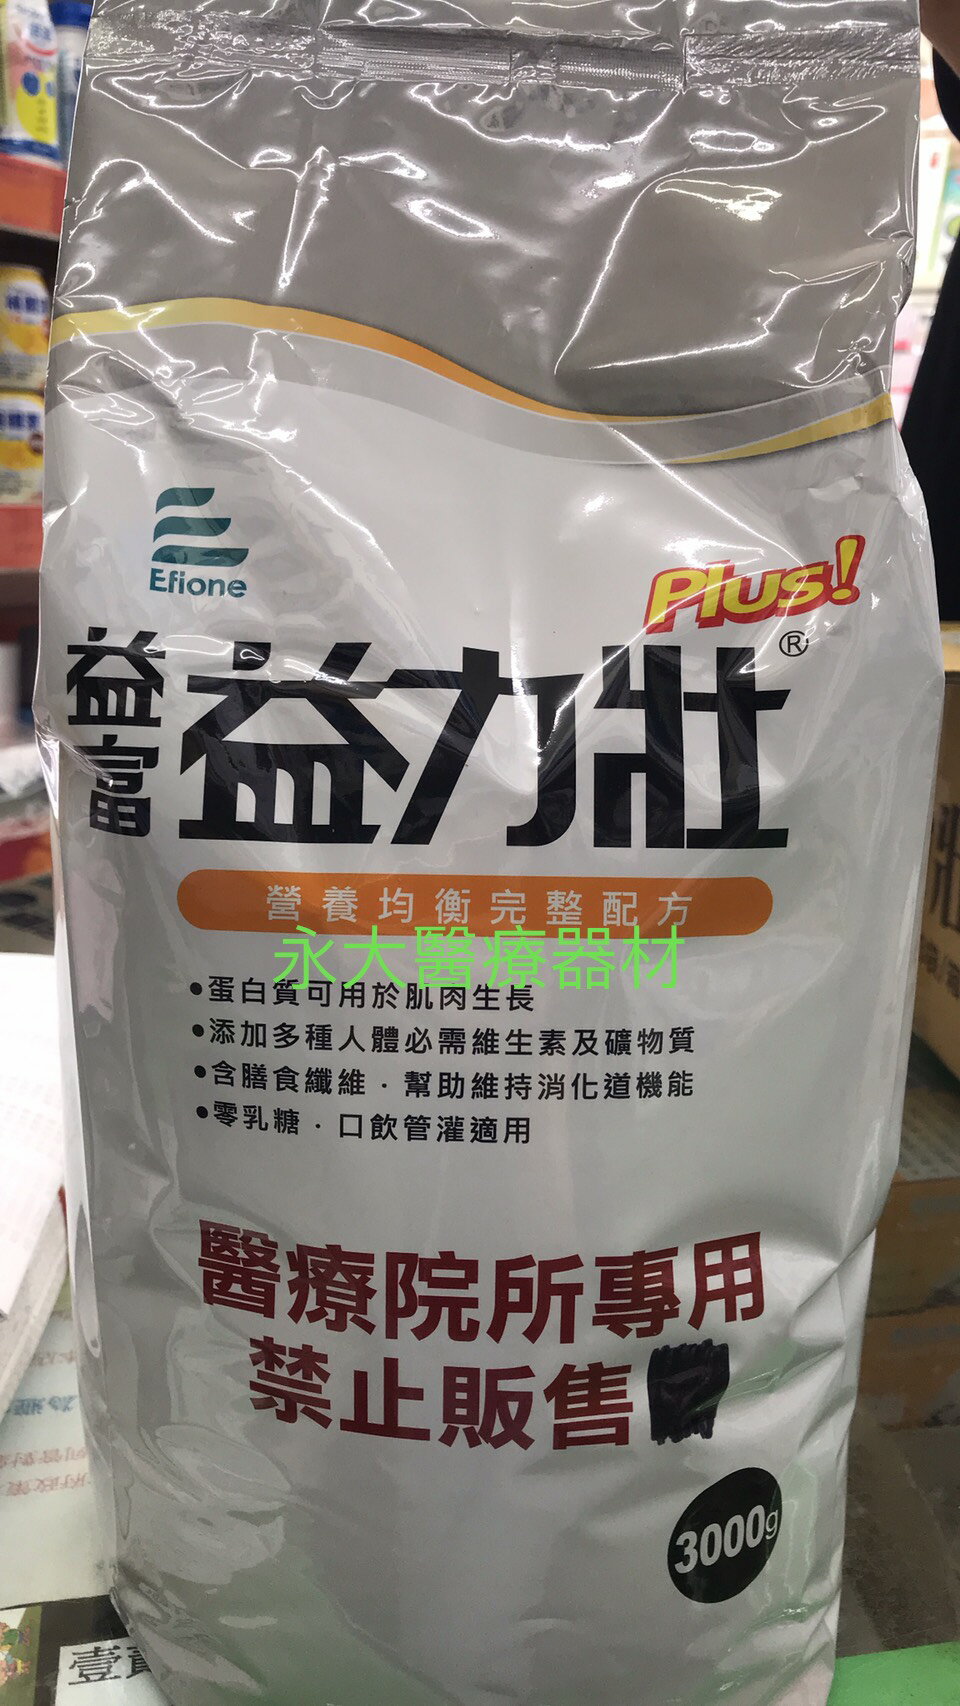 Efione
Plus!
益富
益力壯®
營養均衡完整配方
永大醫療器材
•蛋白質可用於肌肉生長
•添加多種人體必需維生素及礦物質
•含膳食纖維．幫助維持消化道機能
•零乳糖．口飲管灌適用
醫療院所專用
禁止販售
3000g
壹